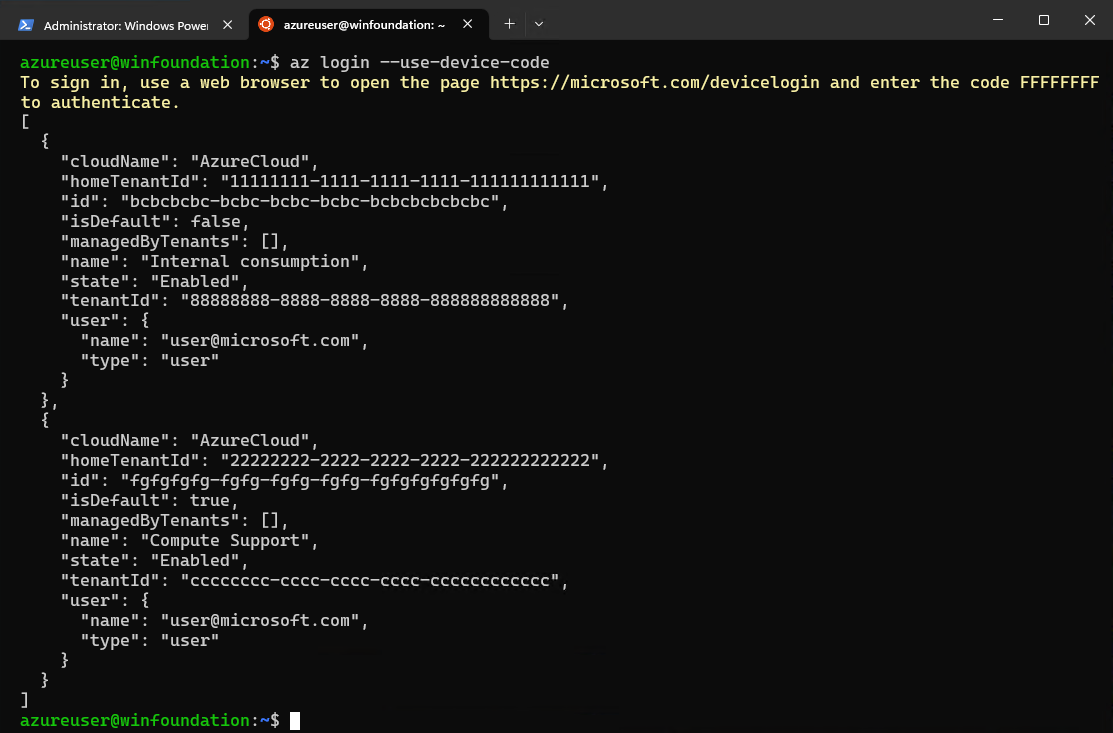 Administrator: Windows Power
azureuser@winfoundation: ~
azureuser@winfoundation:~$ az login --use-device-code
To sign in, use a web browser to open the page https://microsoft.com/devicelogin and enter the code FFFFFFFF
to authenticate.
[
  {
    "cloudName": "AzureCloud",
    "homeTenantId": "11111111-1111-1111-1111-111111111111",
    "id": "bcbcbcbc-bcbc-bcbc-bcbc-bcbcbcbcbcbc",
    "isDefault": false,
    "managedByTenants": [],
    "name": "Internal consumption",
    "state": "Enabled",
    "tenantId": "88888888-8888-8888-8888-888888888888",
    "user": {
      "name": "user@microsoft.com",
      "type": "user"
    }
  },
  {
    "cloudName": "AzureCloud",
    "homeTenantId": "22222222-2222-2222-2222-222222222222",
    "id": "fgfgfgfg-fgfg-fgfg-fgfg-fgfgfgfgfgfg",
    "isDefault": true,
    "managedByTenants": [],
    "name": "Compute Support",
    "state": "Enabled",
    "tenantId": "cccccccc-cccc-cccc-cccc-cccccccccccc",
    "user": {
      "name": "user@microsoft.com",
      "type": "user"
    }
  }
]
azureuser@winfoundation:~$